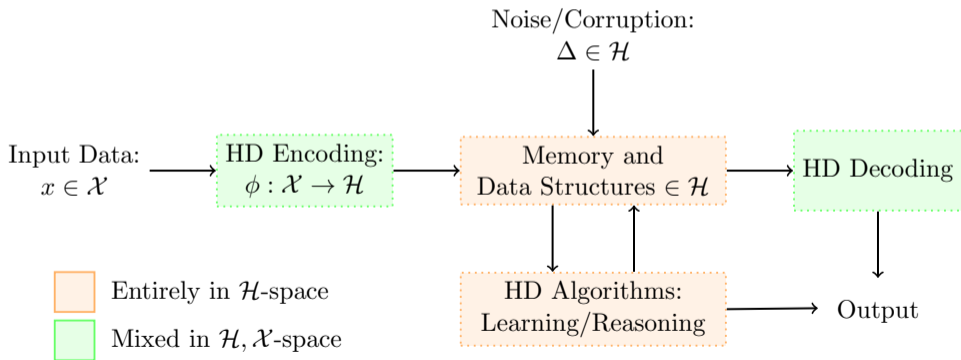 Noise/Corruption:
Δ ∈ ℋ
Input Data:
x ∈ 𝒳
HD Encoding:
ϕ : 𝒳 → ℋ
Memory and
Data Structures ∈ ℋ
HD Decoding
HD Algorithms:
Learning/Reasoning
Output
Entirely in ℋ-space
Mixed in ℋ, 𝒳-space